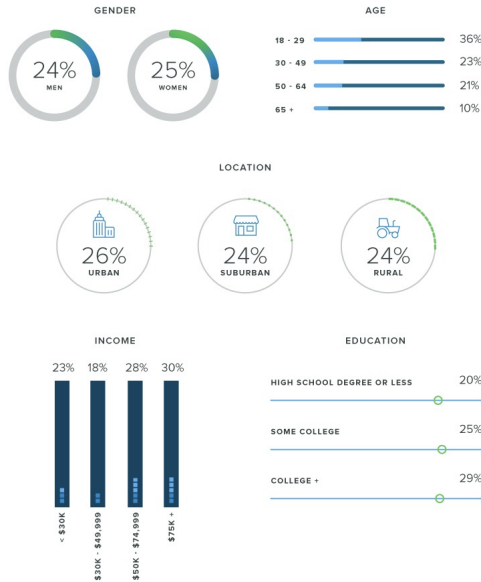 GENDER
24%
MEN
25%
WOMEN
AGE
18 - 29 36%
30 - 49 23%
50 - 64 21%
65 + 10%
LOCATION
26%
URBAN
24%
SUBURBAN
24%
RURAL
INCOME
23% 18% 28% 30%
< $30K
$30K - $49,999
$50K - $74,999
$75K +
EDUCATION
HIGH SCHOOL DEGREE OR LESS 20%
SOME COLLEGE 25%
COLLEGE + 29%